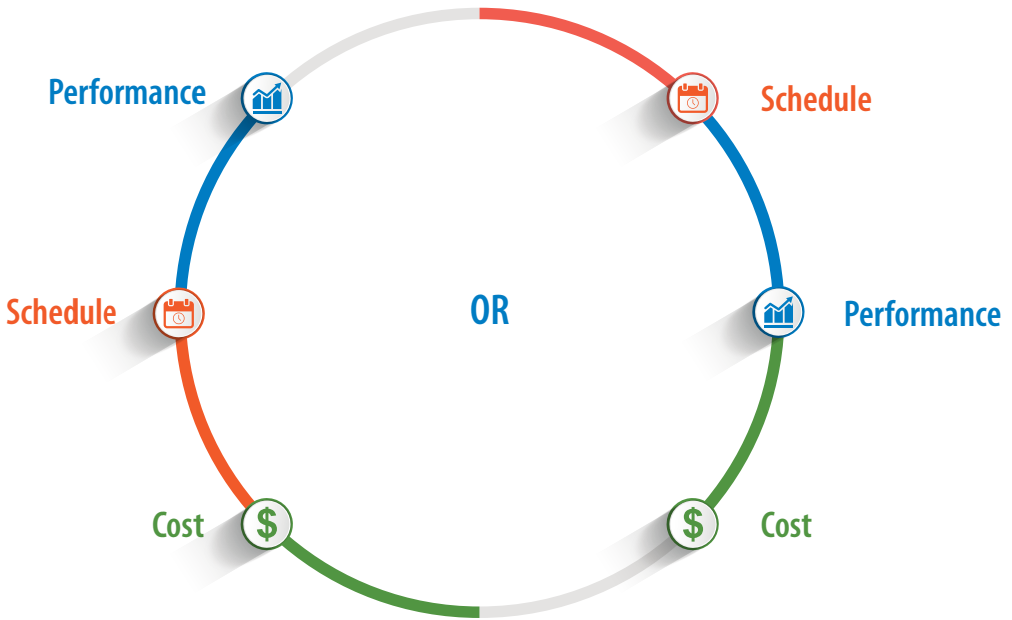 Performance
Schedule
Schedule
OR
Performance
$
Cost
$
Cost